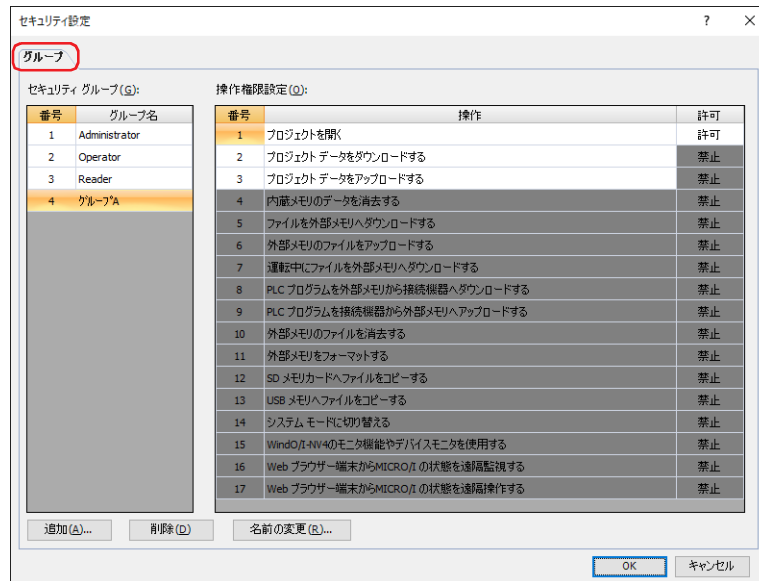 セキュリティ設定
? ×
グループ
セキュリティ グループ(G):
操作権限設定(O):
番号 グループ名
1 Administrator
2 Operator
3 Reader
4 ｸﾞﾙｰﾌﾟA
番号 操作 許可
1 プロジェクトを開く 許可
2 プロジェクト データをダウンロードする 禁止
3 プロジェクト データをアップロードする 禁止
4 内蔵メモリのデータを消去する 禁止
5 ファイルを外部メモリへダウンロードする 禁止
6 外部メモリのファイルをアップロードする 禁止
7 運転中にファイルを外部メモリへダウンロードする 禁止
8 PLC プログラムを外部メモリから接続機器へダウンロードする 禁止
9 PLC プログラムを接続機器から外部メモリへアップロードする 禁止
10 外部メモリのファイルを消去する 禁止
11 外部メモリをフォーマットする 禁止
12 SD メモリカードへファイルをコピーする 禁止
13 USB メモリへファイルをコピーする 禁止
14 システム モードに切り替える 禁止
15 WindO/I-NV4のモニタ機能やデバイスモニタを使用する 禁止
16 Web ブラウザー端末からMICRO/I の状態を遠隔監視する 禁止
17 Web ブラウザー端末からMICRO/I の状態を遠隔操作する 禁止
追加(A)... 削除(D) 名前の変更(R)...
OK キャンセル